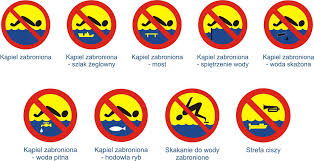 Kąpiel zabroniona
Kąpiel zabroniona
- szlak żeglowny
Kąpiel zabroniona
- most
Kąpiel zabroniona
- spiętrzenie wody
Kąpiel zabroniona
- woda skażona
Kąpiel zabroniona
- woda pitna
Kąpiel zabroniona
- hodowla ryb
Skakanie do wody
zabronione
Strefa ciszy